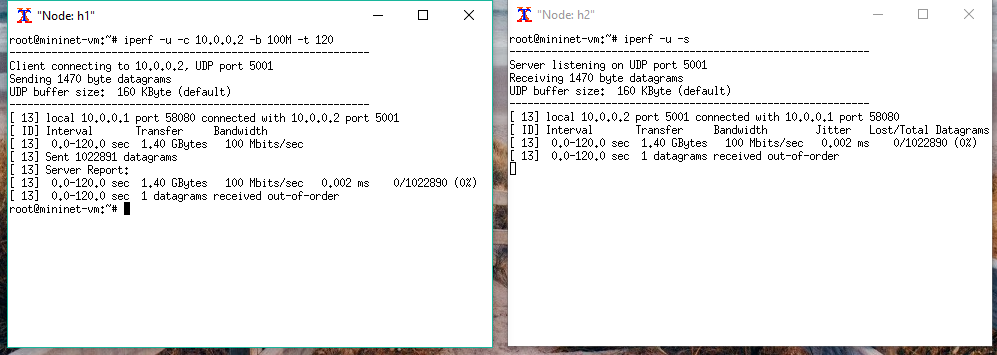 "Node: h1"
root@mininet-vm:~# iperf -u -c 10.0.0.2 -b 100M -t 120
------------------------------------------------------------
Client connecting to 10.0.0.2, UDP port 5001
Sending 1470 byte datagrams
UDP buffer size:  160 KByte (default)
------------------------------------------------------------
[ 13] local 10.0.0.1 port 58080 connected with 10.0.0.2 port 5001
[ ID] Interval       Transfer     Bandwidth
[ 13]  0.0-120.0 sec  1.40 GBytes   100 Mbits/sec
[ 13] Sent 1022891 datagrams
[ 13] Server Report:
[ 13]  0.0-120.0 sec  1.40 GBytes   100 Mbits/sec   0.002 ms    0/1022890 (0%)
[ 13]  0.0-120.0 sec  1 datagrams received out-of-order
root@mininet-vm:~#
"Node: h2"
root@mininet-vm:~# iperf -u -s
------------------------------------------------------------
Server listening on UDP port 5001
Receiving 1470 byte datagrams
UDP buffer size:  160 KByte (default)
------------------------------------------------------------
[ 13] local 10.0.0.2 port 5001 connected with 10.0.0.1 port 58080
[ ID] Interval       Transfer     Bandwidth        Jitter   Lost/Total Datagrams
[ 13]  0.0-120.0 sec  1.40 GBytes   100 Mbits/sec   0.002 ms    0/1022890 (0%)
[ 13]  0.0-120.0 sec  1 datagrams received out-of-order